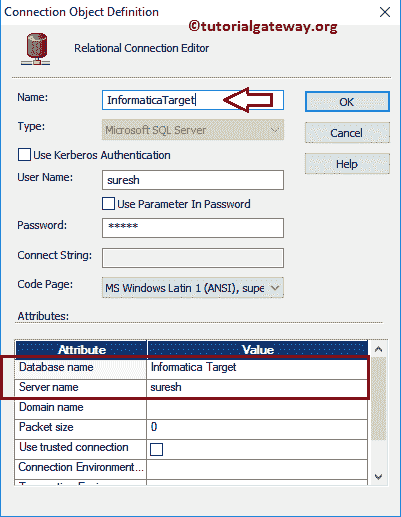 Connection Object Definition
©tutorialgateway.org
Relational Connection Editor
Name: InformaticaTarget OK
Type: Microsoft SQL Server Cancel
Use Kerberos Authentication Help
User Name: suresh
Use Parameter In Password
Password: *****
Connect String:
Code Page: MS Windows Latin 1 (ANSI), supe
Attributes:
Attribute Value
Database name Informatica Target
Server name suresh
Domain name
Packet size 0
Use trusted connection
Connection Environment...